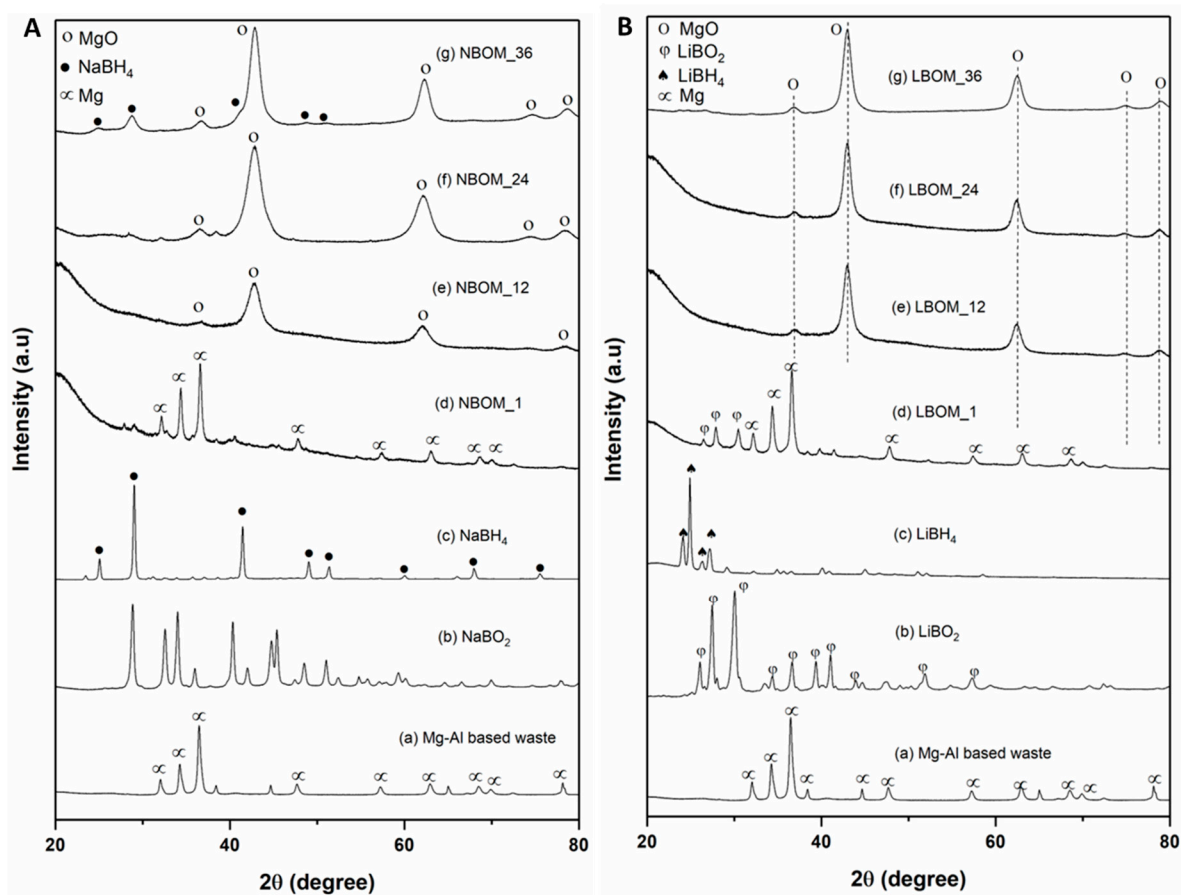 A
O MgO
● NaBH₄
∝ Mg
(g) NBOM_36
(f) NBOM_24
(e) NBOM_12
(d) NBOM_1
(c) NaBH₄
(b) NaBO₂
(a) Mg-Al based waste
Intensity (a.u)
20 40 60 80
2θ (degree)
B
O MgO
φ LiBO₂
♠ LiBH₄
∝ Mg
(g) LBOM_36
(f) LBOM_24
(e) LBOM_12
(d) LBOM_1
(c) LiBH₄
(b) LiBO₂
(a) Mg-Al based waste
Intensity (a.u)
20 40 60 80
2θ (degree)